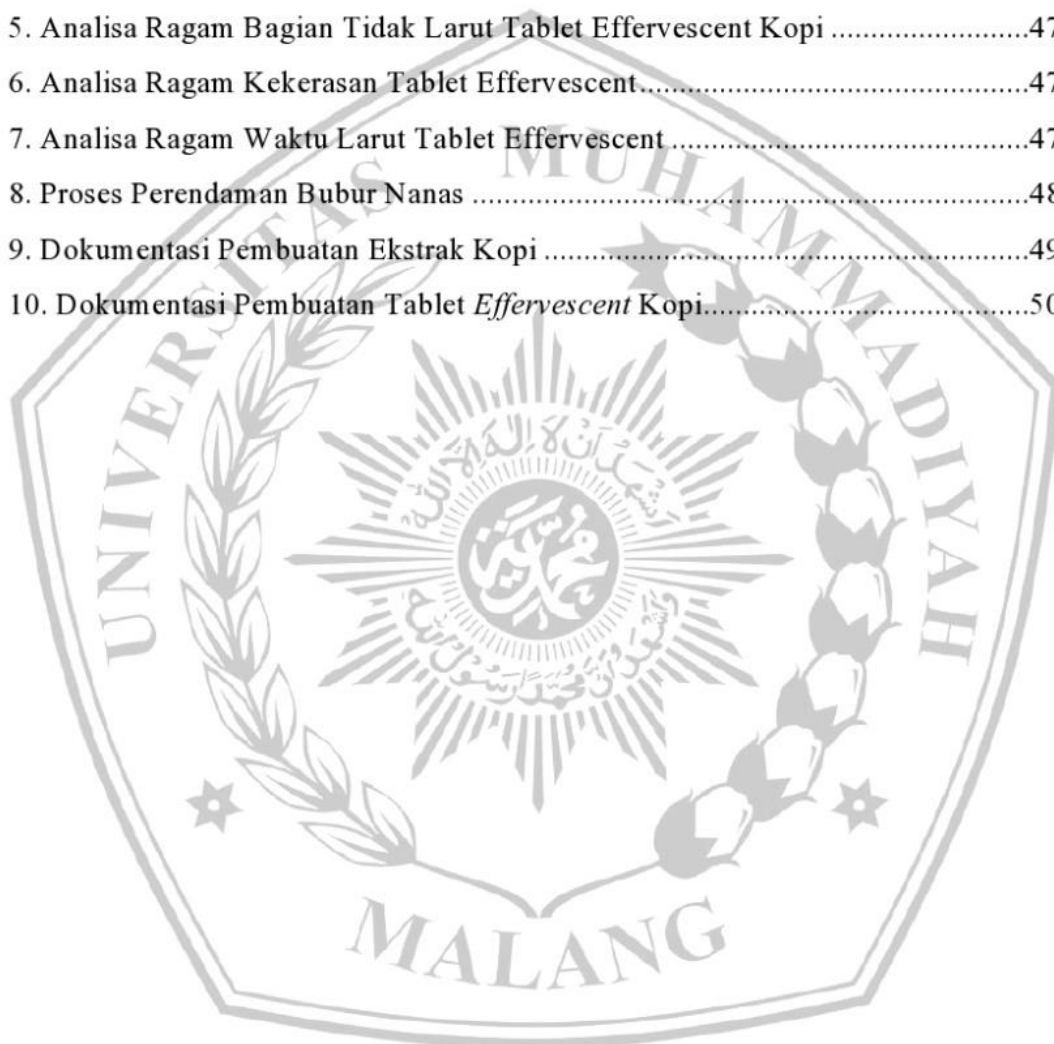 5. Analisa Ragam Bagian Tidak Larut Tablet Effervescent Kopi ........................47
6. Analisa Ragam Kekerasan Tablet Effervescent...............................................47
7. Analisa Ragam Waktu Larut Tablet Effervescent ...........................................47
8. Proses Perendaman Bubur Nanas ....................................................................48
9. Dokumentasi Pembuatan Ekstrak Kopi ...........................................................49
10. Dokumentasi Pembuatan Tablet Effervescent Kopi.......................................50
UNIVERSITAS MUHAMMADIYAH
MALANG